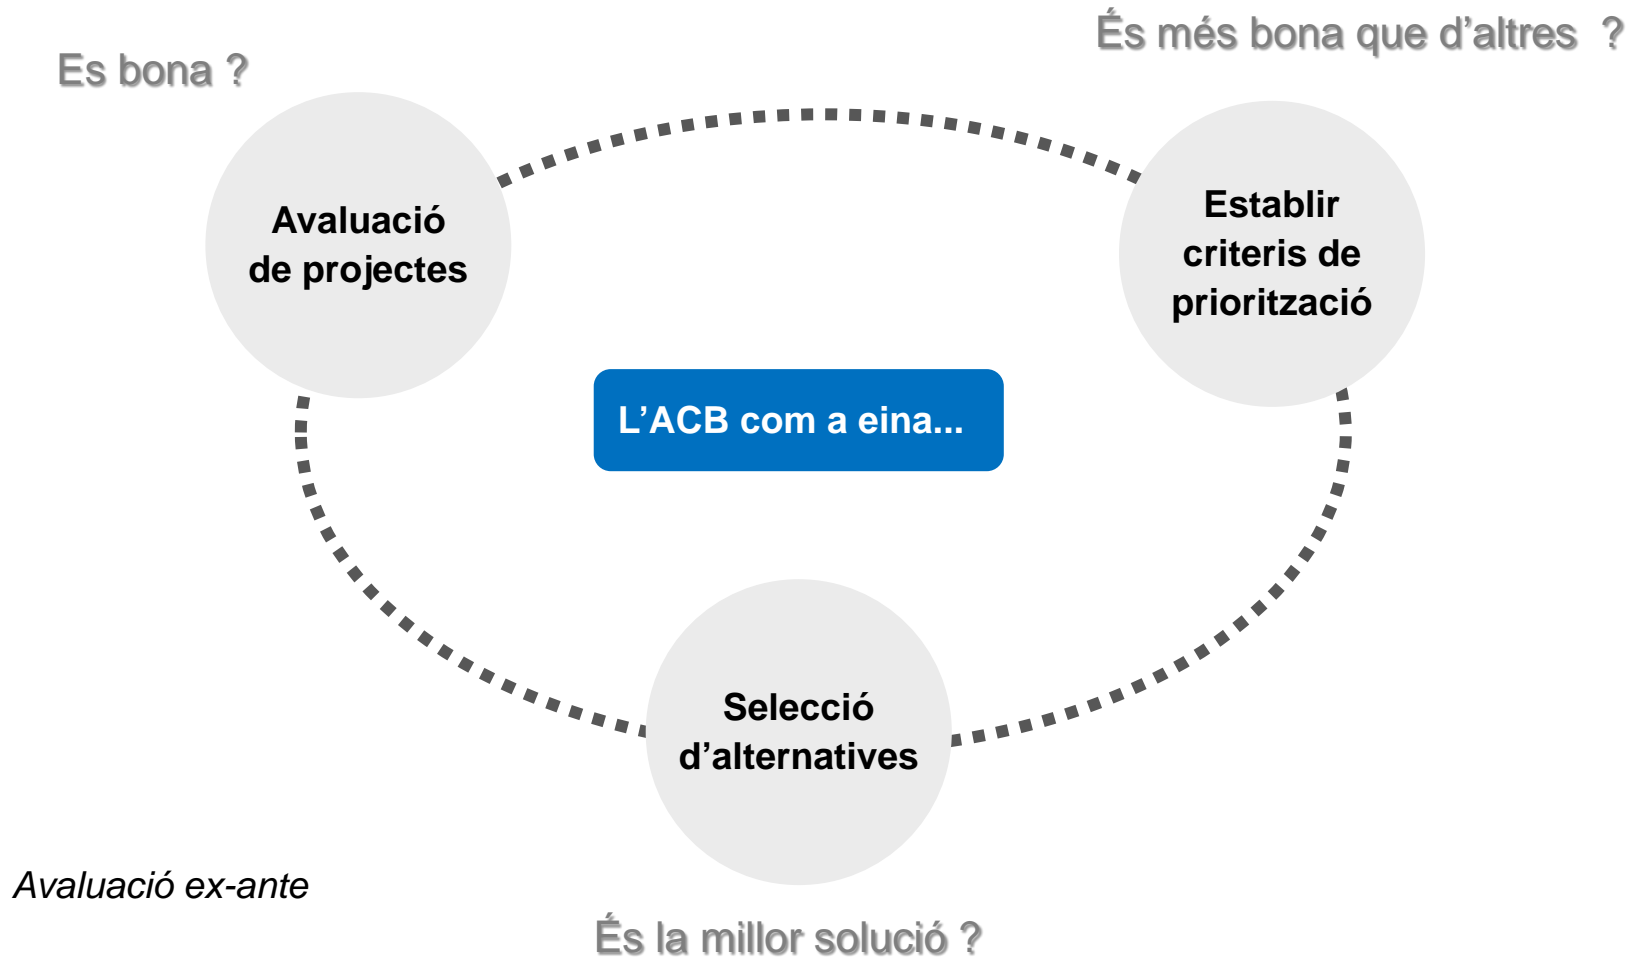 És més bona que d’altres ?
Es bona ?
Avaluació
de projectes
Establir
criteris de
priorització
L’ACB com a eina...
Selecció
d’alternatives
Avaluació ex-ante
És la millor solució ?